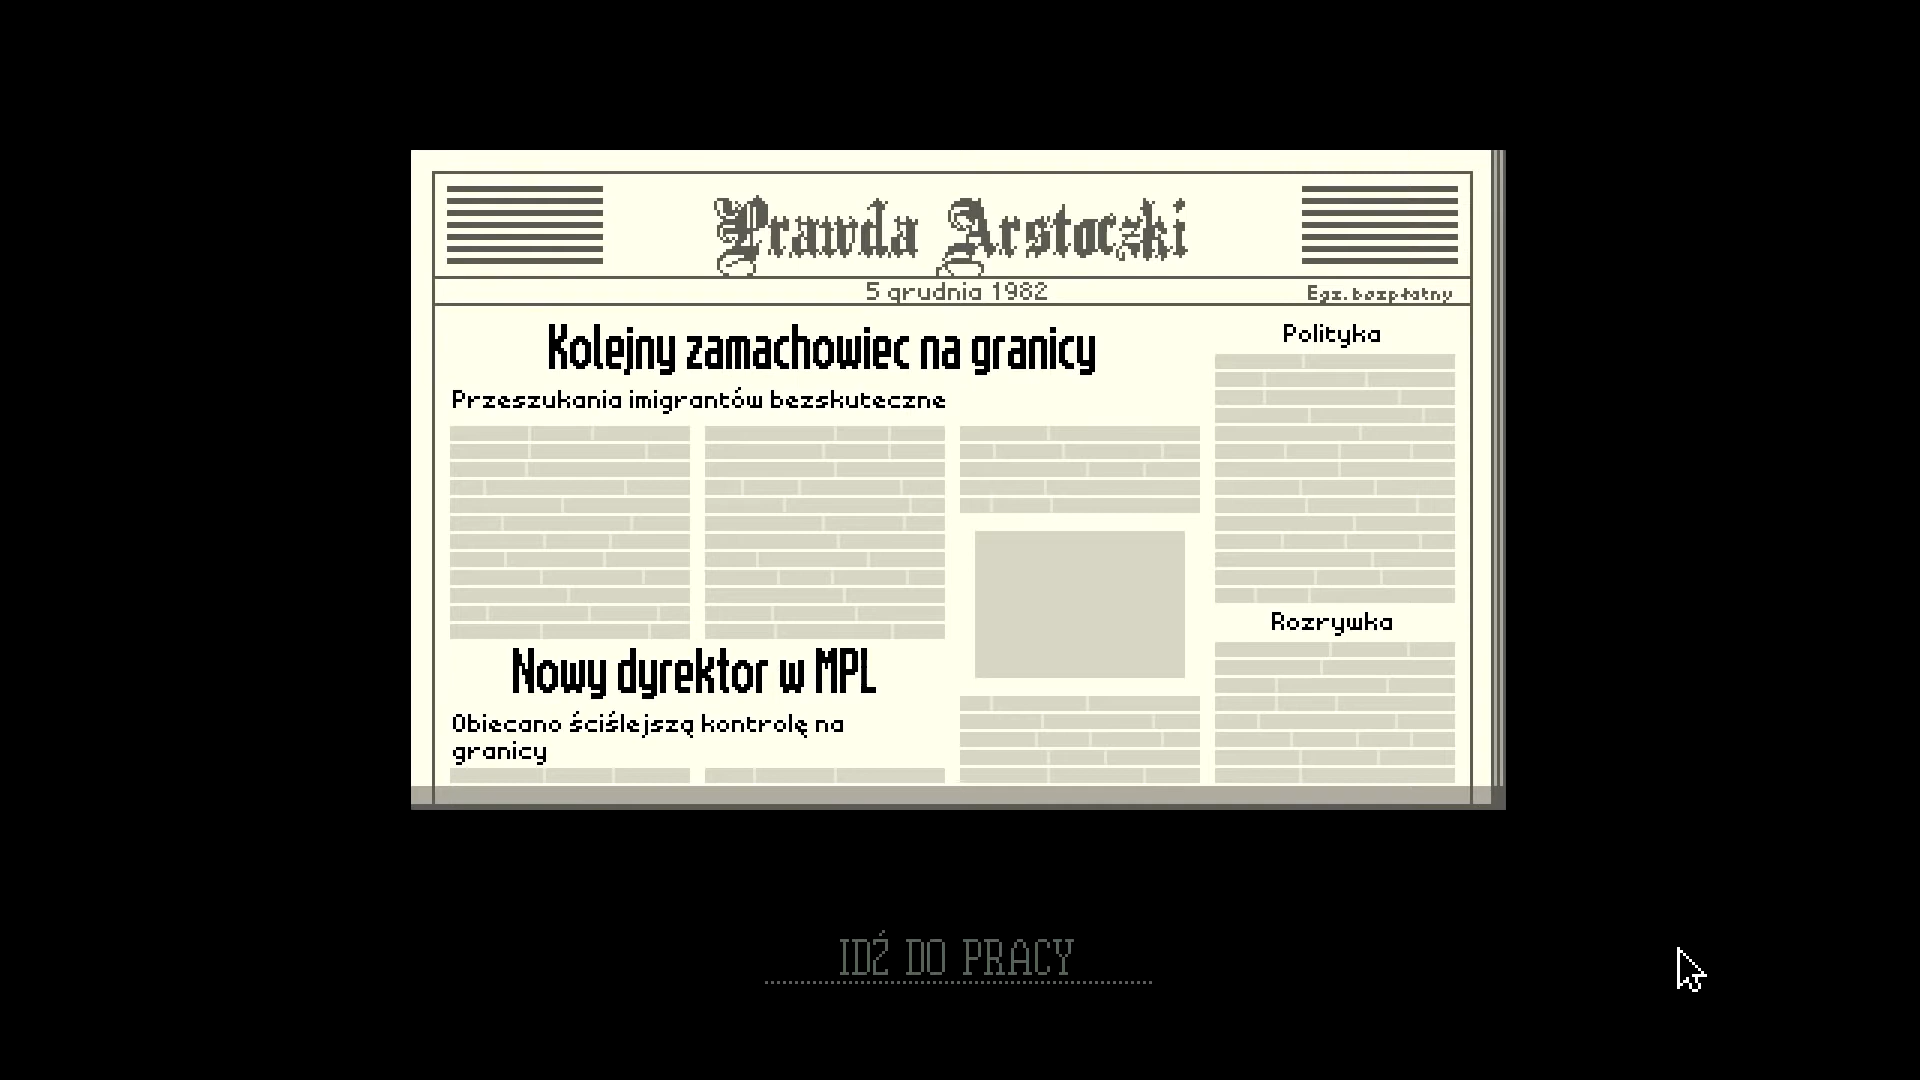 Prawda Arstoczki
5 grudnia 1982
Egz. bezpłatny
Kolejny zamachowiec na granicy
Przeszukania imigrantów bezskuteczne
Nowy dyrektor w MPL
Obiecano ściślejszą kontrolę na
granicy
Polityka
Rozrywka
IDŹ DO PRACY